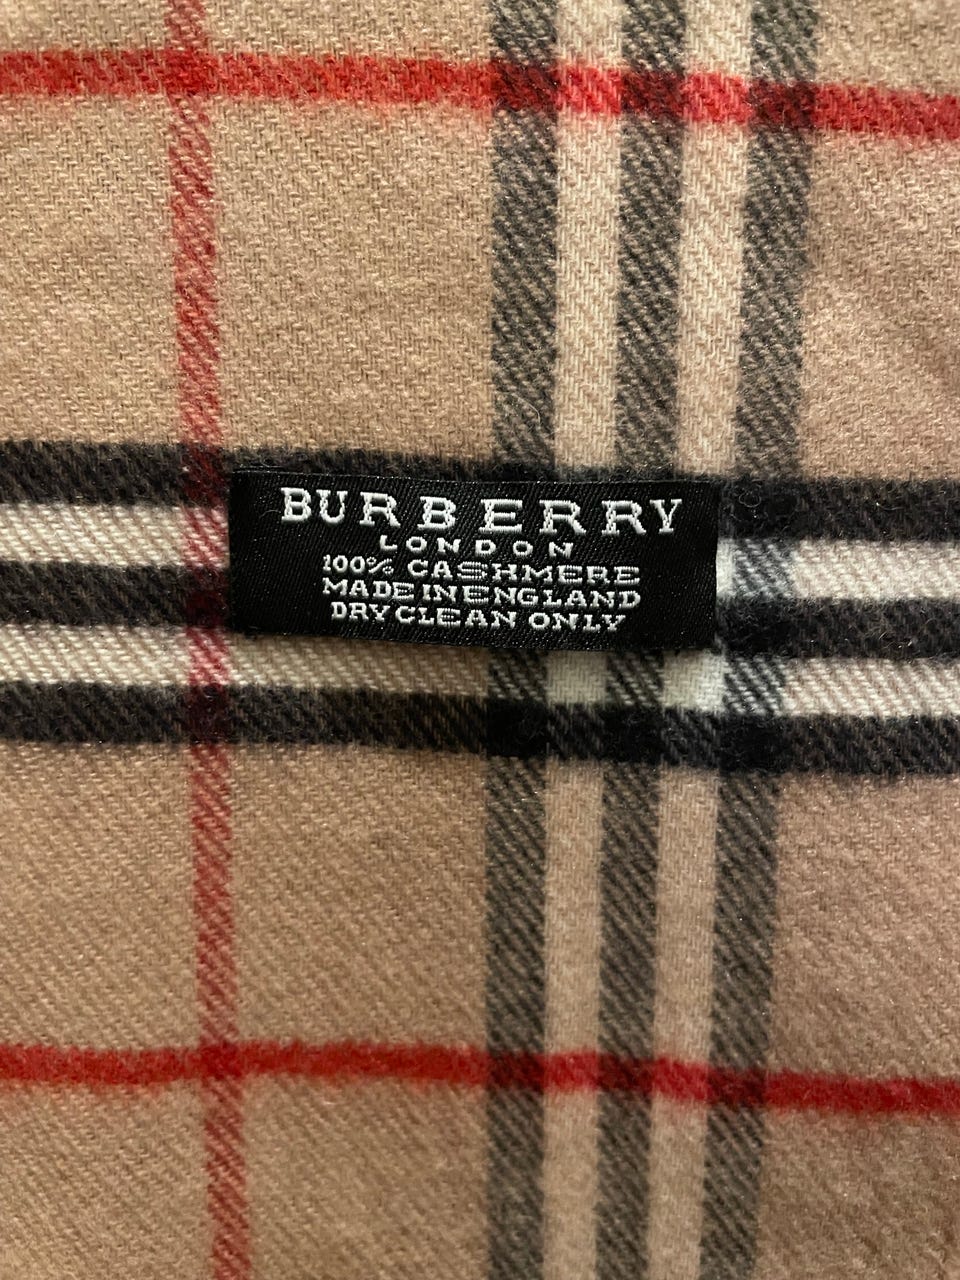 BURBERRY
LONDON
100% CASHMERE
MADE IN ENGLAND
DRY CLEAN ONLY